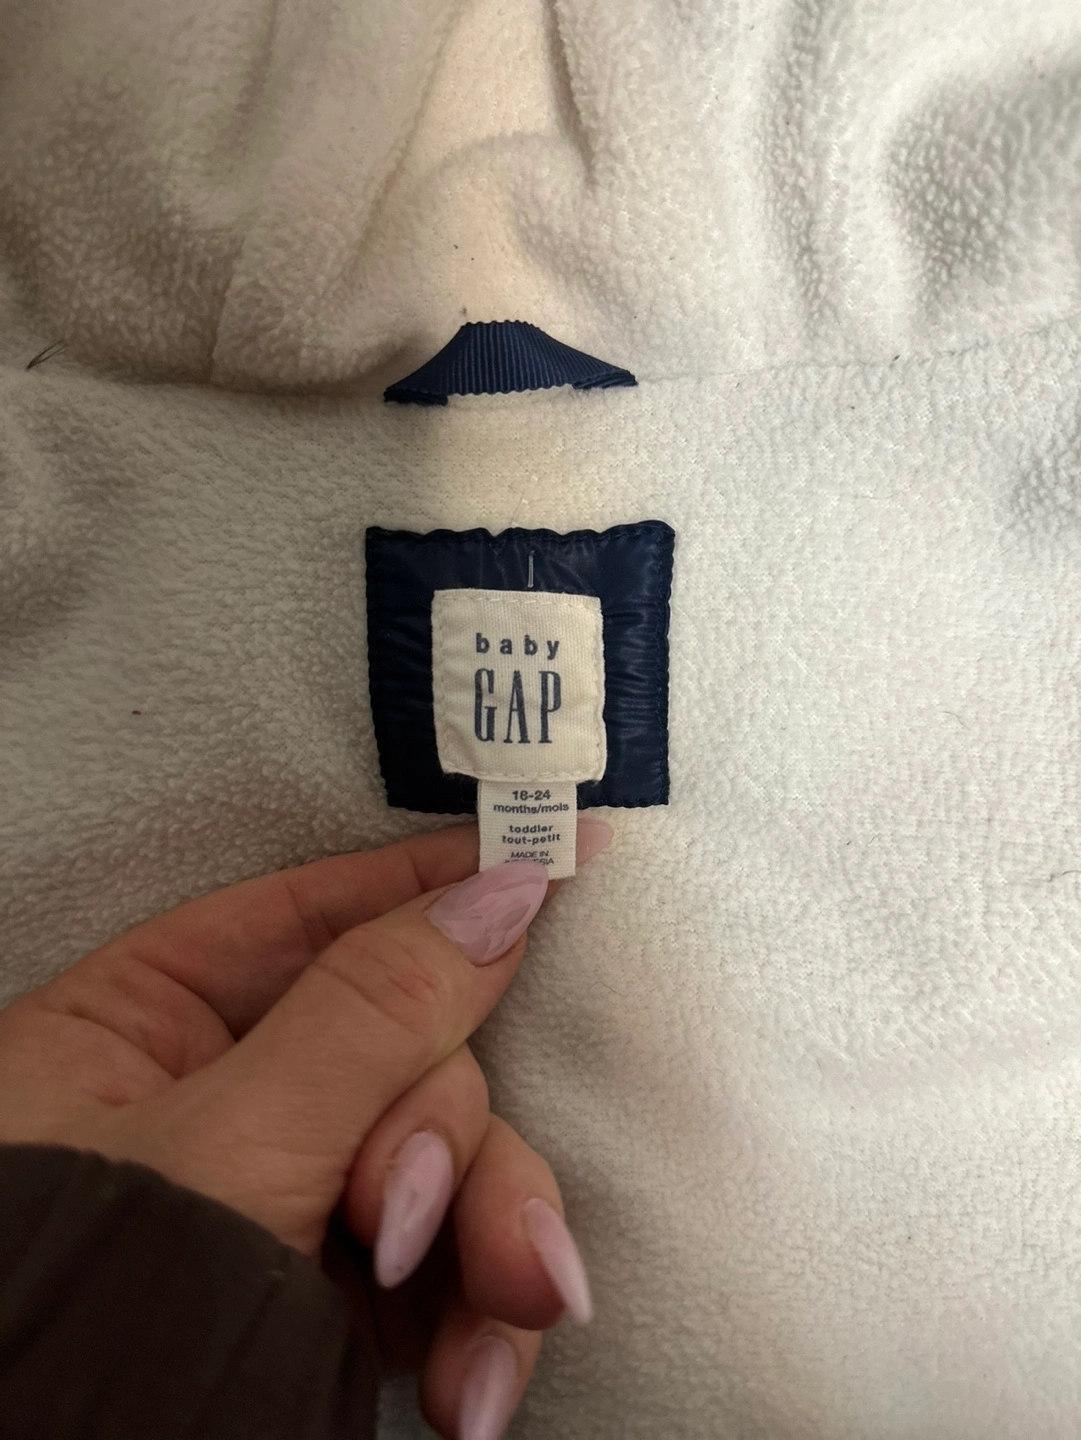 baby
GAP
18-24
months/mois
toddler
tout-petit
MADE IN